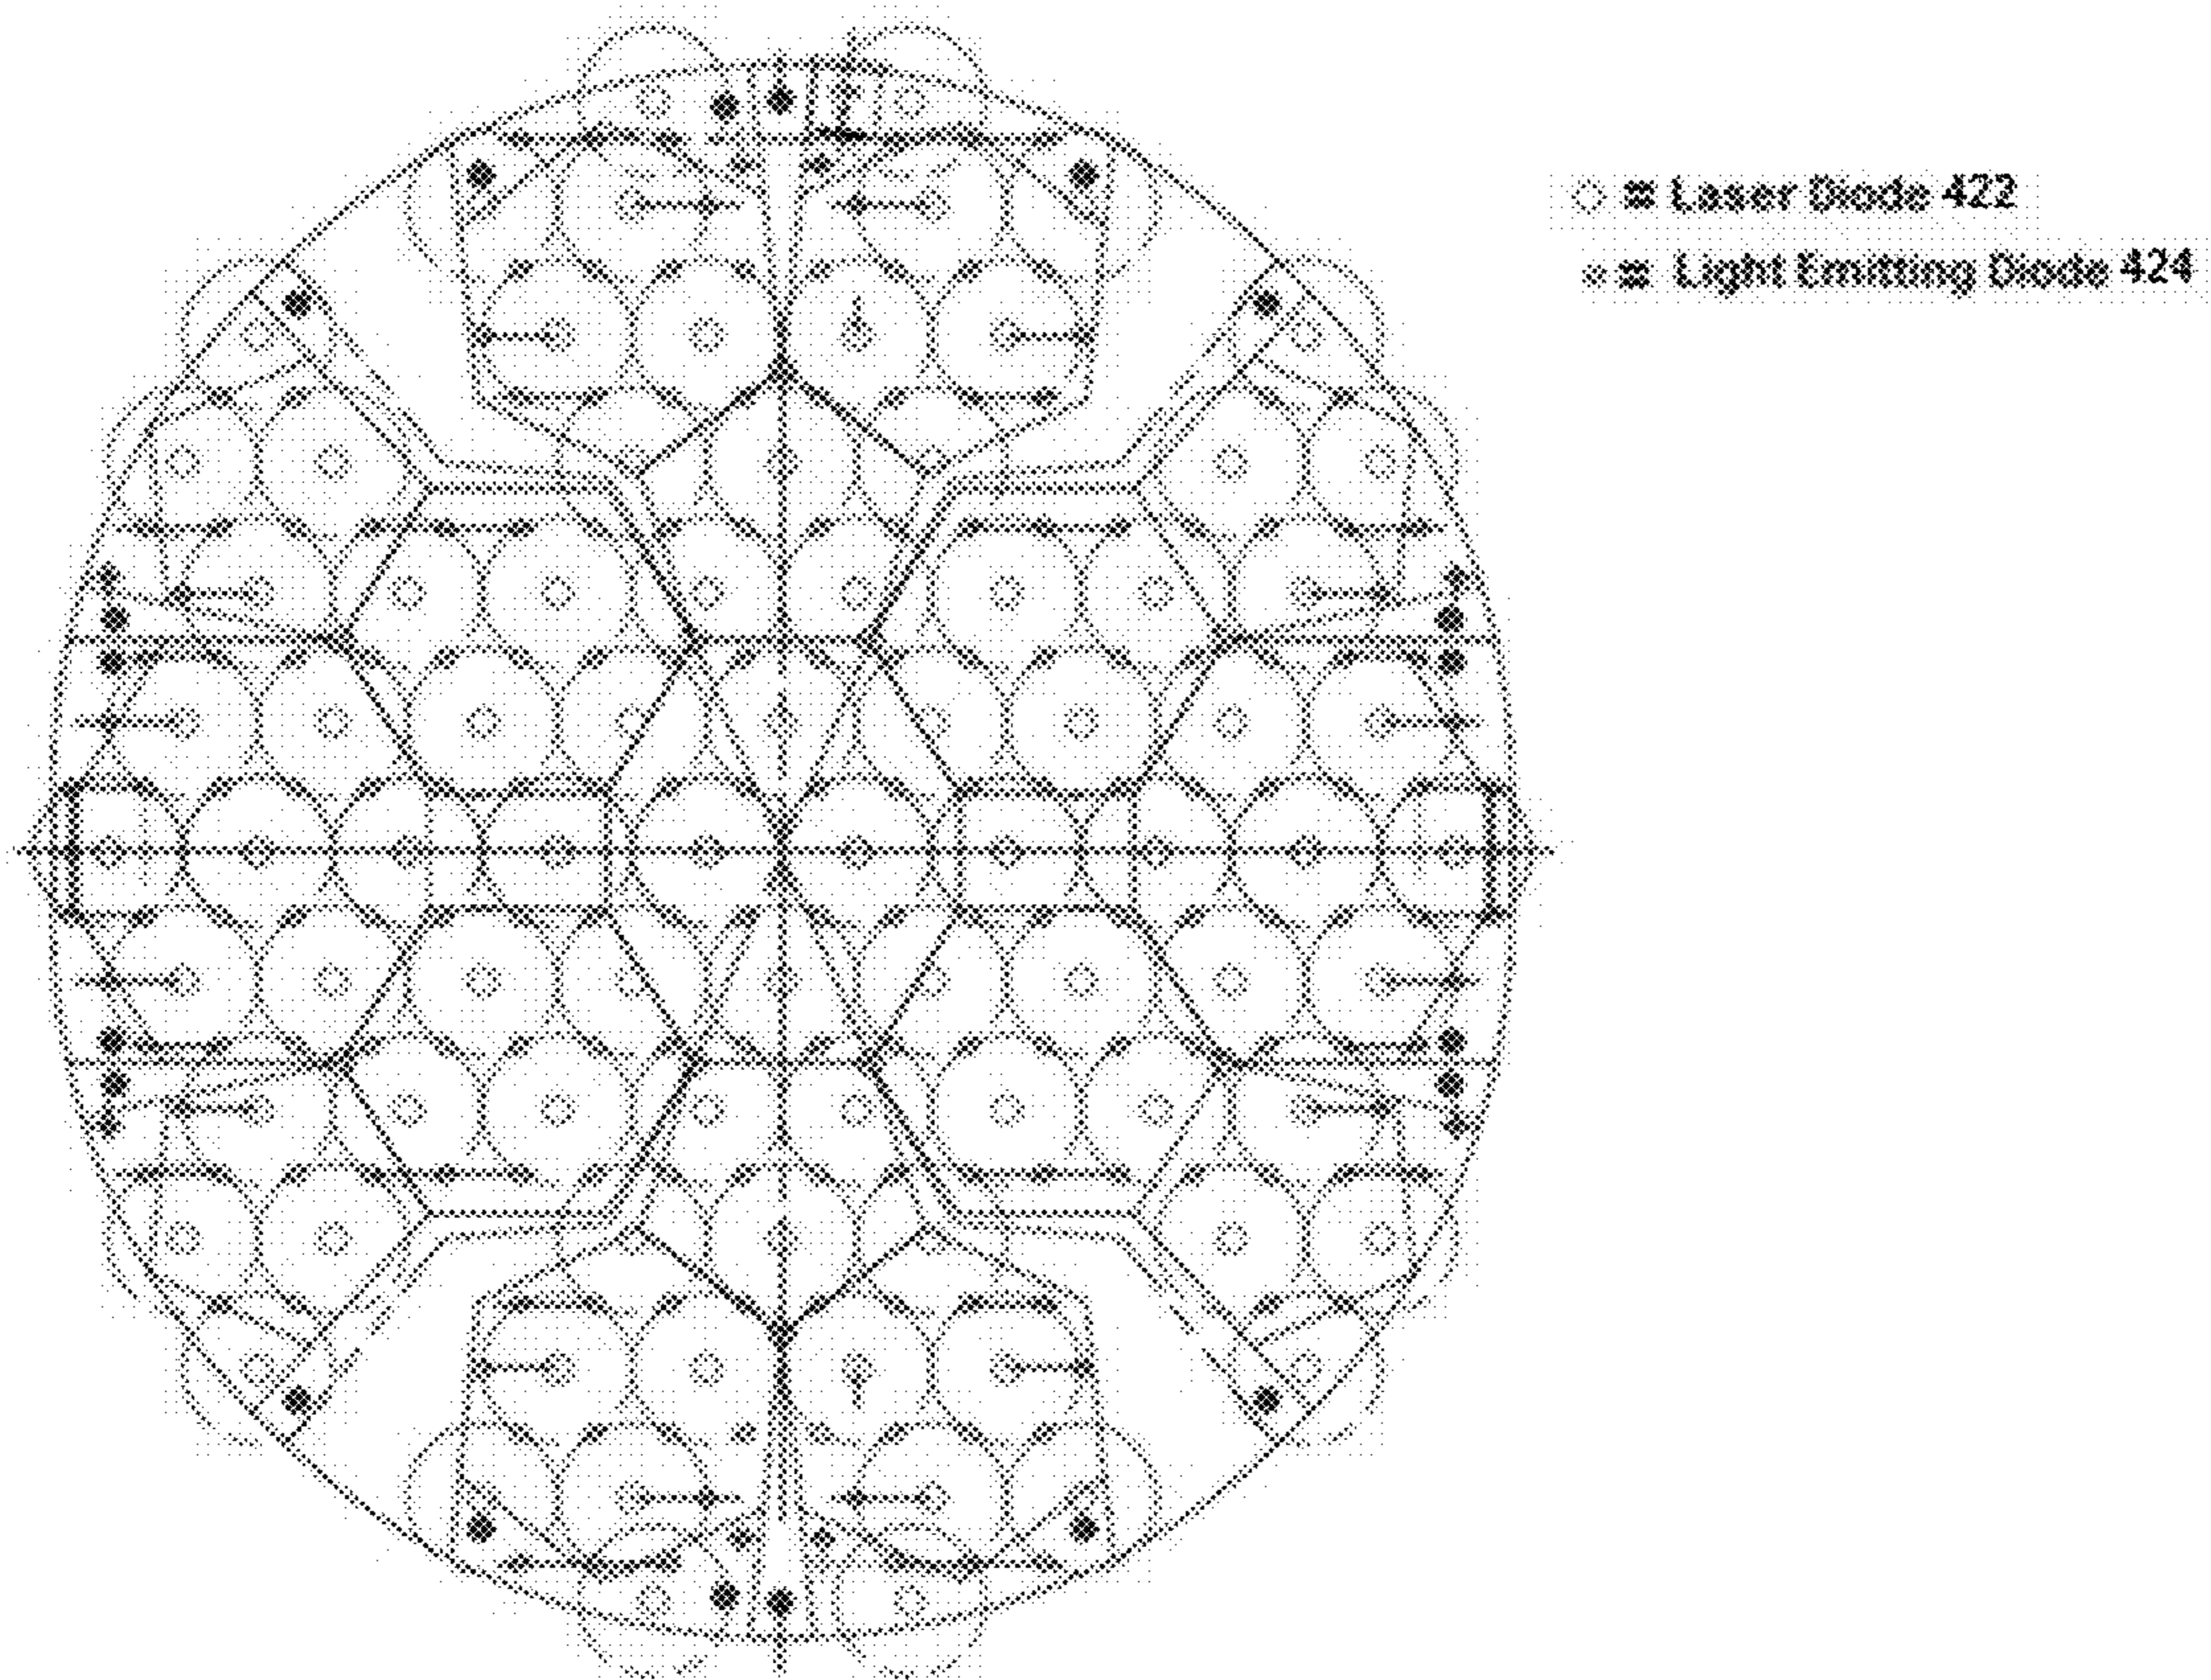 ○ = Laser Diode 422
● = Light Emitting Diode 424